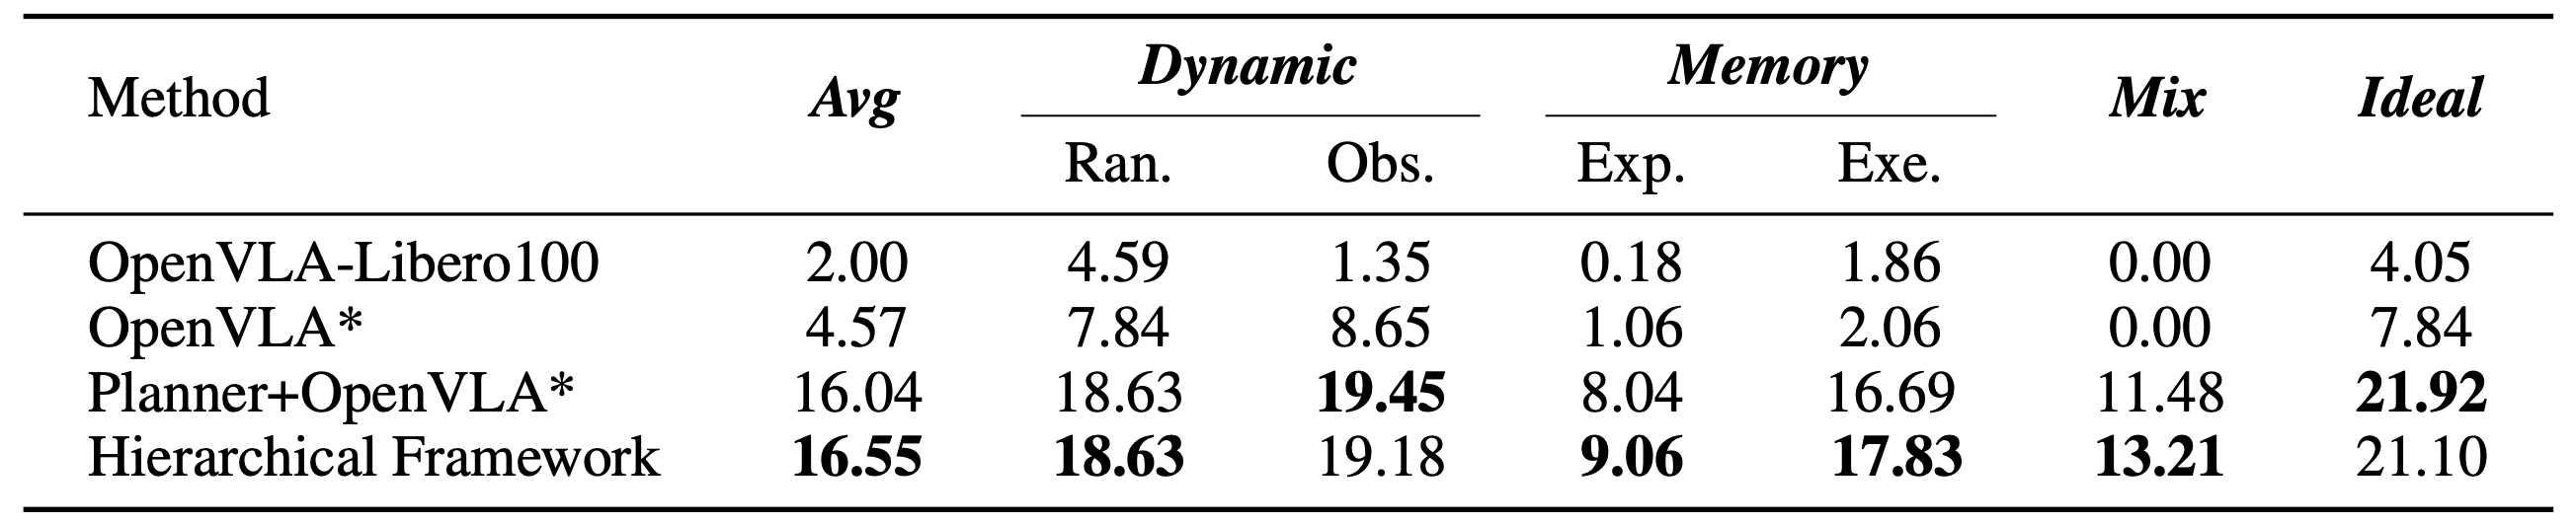 Method Avg Dynamic Memory Mix Ideal
Ran. Obs. Exp. Exe.
OpenVLA-Libero100 2.00 4.59 1.35 0.18 1.86 0.00 4.05
OpenVLA* 4.57 7.84 8.65 1.06 2.06 0.00 7.84
Planner+OpenVLA* 16.04 18.63 19.45 8.04 16.69 11.48 21.92
Hierarchical Framework 16.55 18.63 19.18 9.06 17.83 13.21 21.10